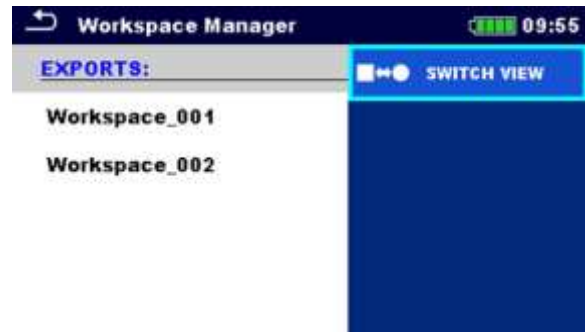 Workspace Manager 09:55
EXPORTS:
SWITCH VIEW
Workspace_001
Workspace_002